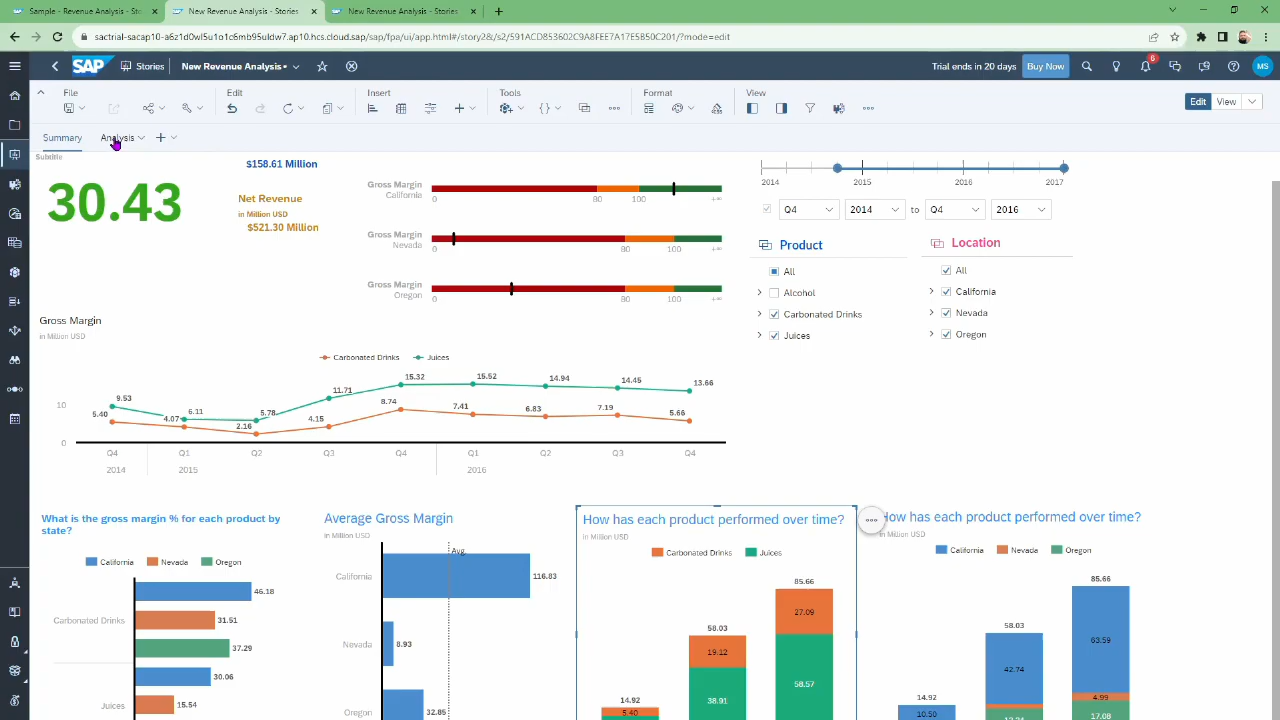 Sample - Revenue Analysis - Sto
New Revenue Analysis - Stories
New Revenue Analysis - Stories
sactrial-sacap10-a6z1d0wl5u1o1c6mb95uldw7.ap10.hcs.cloud.sap/sap/fpa/ui/app.html#/story2&/s2/591ACD853602C9A8FEE7A17E5B50C201/?mode=edit
SAP Stories New Revenue Analysis• Trial ends in 20 days Buy Now 6 MS
File Edit Insert Tools Format View
Edit View
Summary Analysis
Subtitle
30.43
$158.61 Million
Net Revenue
in Million USD
$521.30 Million
Gross Margin
California
0 80 100 +∞
Gross Margin
Nevada
0 80 100 +∞
Gross Margin
Oregon
0 80 100 +∞
2014 2015 2016 2017
Q4 2014 to Q4 2016
Product
All
Alcohol
Carbonated Drinks
Juices
Location
All
California
Nevada
Oregon
Gross Margin
in Million USD
Carbonated Drinks Juices
9.53 6.11 5.78 11.71 15.32 15.52 14.94 14.45 13.66
5.40 4.07 2.16 4.15 8.74 7.41 6.83 7.19 5.66
10
0
Q4 Q1 Q2 Q3 Q4 Q1 Q2 Q3 Q4
2014 2015 2016
What is the gross margin % for each product by
state?
California Nevada Oregon
Carbonated Drinks
46.18
31.51
37.29
Juices
30.06
15.54
Average Gross Margin
in Million USD
Avg.
California 116.83
Nevada 8.93
Oregon 32.85
How has each product performed over time?
in Million USD
Carbonated Drinks Juices
85.66
27.09
58.57
58.03
19.12
38.91
14.92
5.40
How has each product performed over time?
in Million USD
California Nevada Oregon
85.66
63.59
4.99
17.08
58.03
42.74
14.92
10.50